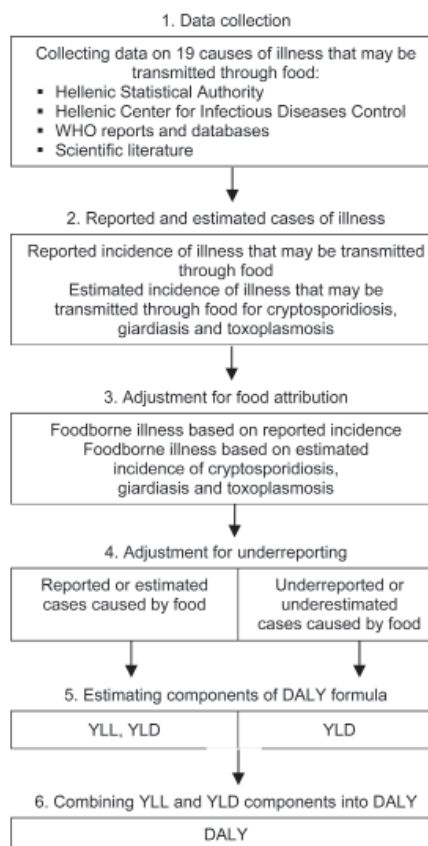 1. Data collection
Collecting data on 19 causes of illness that may be
transmitted through food:
▪ Hellenic Statistical Authority
▪ Hellenic Center for Infectious Diseases Control
▪ WHO reports and databases
▪ Scientific literature
2. Reported and estimated cases of illness
Reported incidence of illness that may be transmitted
through food
Estimated incidence of illness that may be
transmitted through food for cryptosporidiosis,
giardiasis and toxoplasmosis
3. Adjustment for food attribution
Foodborne illness based on reported incidence
Foodborne illness based on estimated
incidence of cryptosporidiosis,
giardiasis and toxoplasmosis
4. Adjustment for underreporting
Reported or estimated
cases caused by food
Underreported or
underestimated
cases caused by food
5. Estimating components of DALY formula
YLL, YLD
YLD
6. Combining YLL and YLD components into DALY
DALY